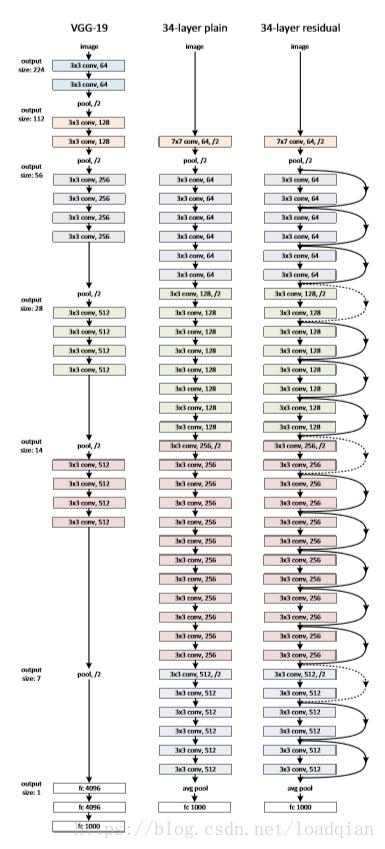 output
size: 224
output
size: 112
output
size: 56
output
size: 28
output
size: 14
output
size: 7
output
size: 1
VGG-19
image
3x3 conv, 64
3x3 conv, 64
pool, /2
3x3 conv, 128
3x3 conv, 128
pool, /2
3x3 conv, 256
3x3 conv, 256
3x3 conv, 256
3x3 conv, 256
pool, /2
3x3 conv, 512
3x3 conv, 512
3x3 conv, 512
3x3 conv, 512
pool, /2
3x3 conv, 512
3x3 conv, 512
3x3 conv, 512
3x3 conv, 512
pool, /2
fc 4096
fc 4096
fc 1000
34-layer plain
image
7x7 conv, 64, /2
pool, /2
3x3 conv, 64
3x3 conv, 64
3x3 conv, 64
3x3 conv, 64
3x3 conv, 64
3x3 conv, 64
3x3 conv, 128, /2
3x3 conv, 128
3x3 conv, 128
3x3 conv, 128
3x3 conv, 128
3x3 conv, 128
3x3 conv, 128
3x3 conv, 128
3x3 conv, 256, /2
3x3 conv, 256
3x3 conv, 256
3x3 conv, 256
3x3 conv, 256
3x3 conv, 256
3x3 conv, 256
3x3 conv, 256
3x3 conv, 256
3x3 conv, 256
3x3 conv, 256
3x3 conv, 256
3x3 conv, 512, /2
3x3 conv, 512
3x3 conv, 512
3x3 conv, 512
3x3 conv, 512
3x3 conv, 512
avg pool
fc 1000
34-layer residual
image
7x7 conv, 64, /2
pool, /2
3x3 conv, 64
3x3 conv, 64
3x3 conv, 64
3x3 conv, 64
3x3 conv, 64
3x3 conv, 64
3x3 conv, 128, /2
3x3 conv, 128
3x3 conv, 128
3x3 conv, 128
3x3 conv, 128
3x3 conv, 128
3x3 conv, 128
3x3 conv, 128
3x3 conv, 256, /2
3x3 conv, 256
3x3 conv, 256
3x3 conv, 256
3x3 conv, 256
3x3 conv, 256
3x3 conv, 256
3x3 conv, 256
3x3 conv, 256
3x3 conv, 256
3x3 conv, 256
3x3 conv, 256
3x3 conv, 512, /2
3x3 conv, 512
3x3 conv, 512
3x3 conv, 512
3x3 conv, 512
3x3 conv, 512
avg pool
fc 1000
https://blog.csdn.net/loadqian